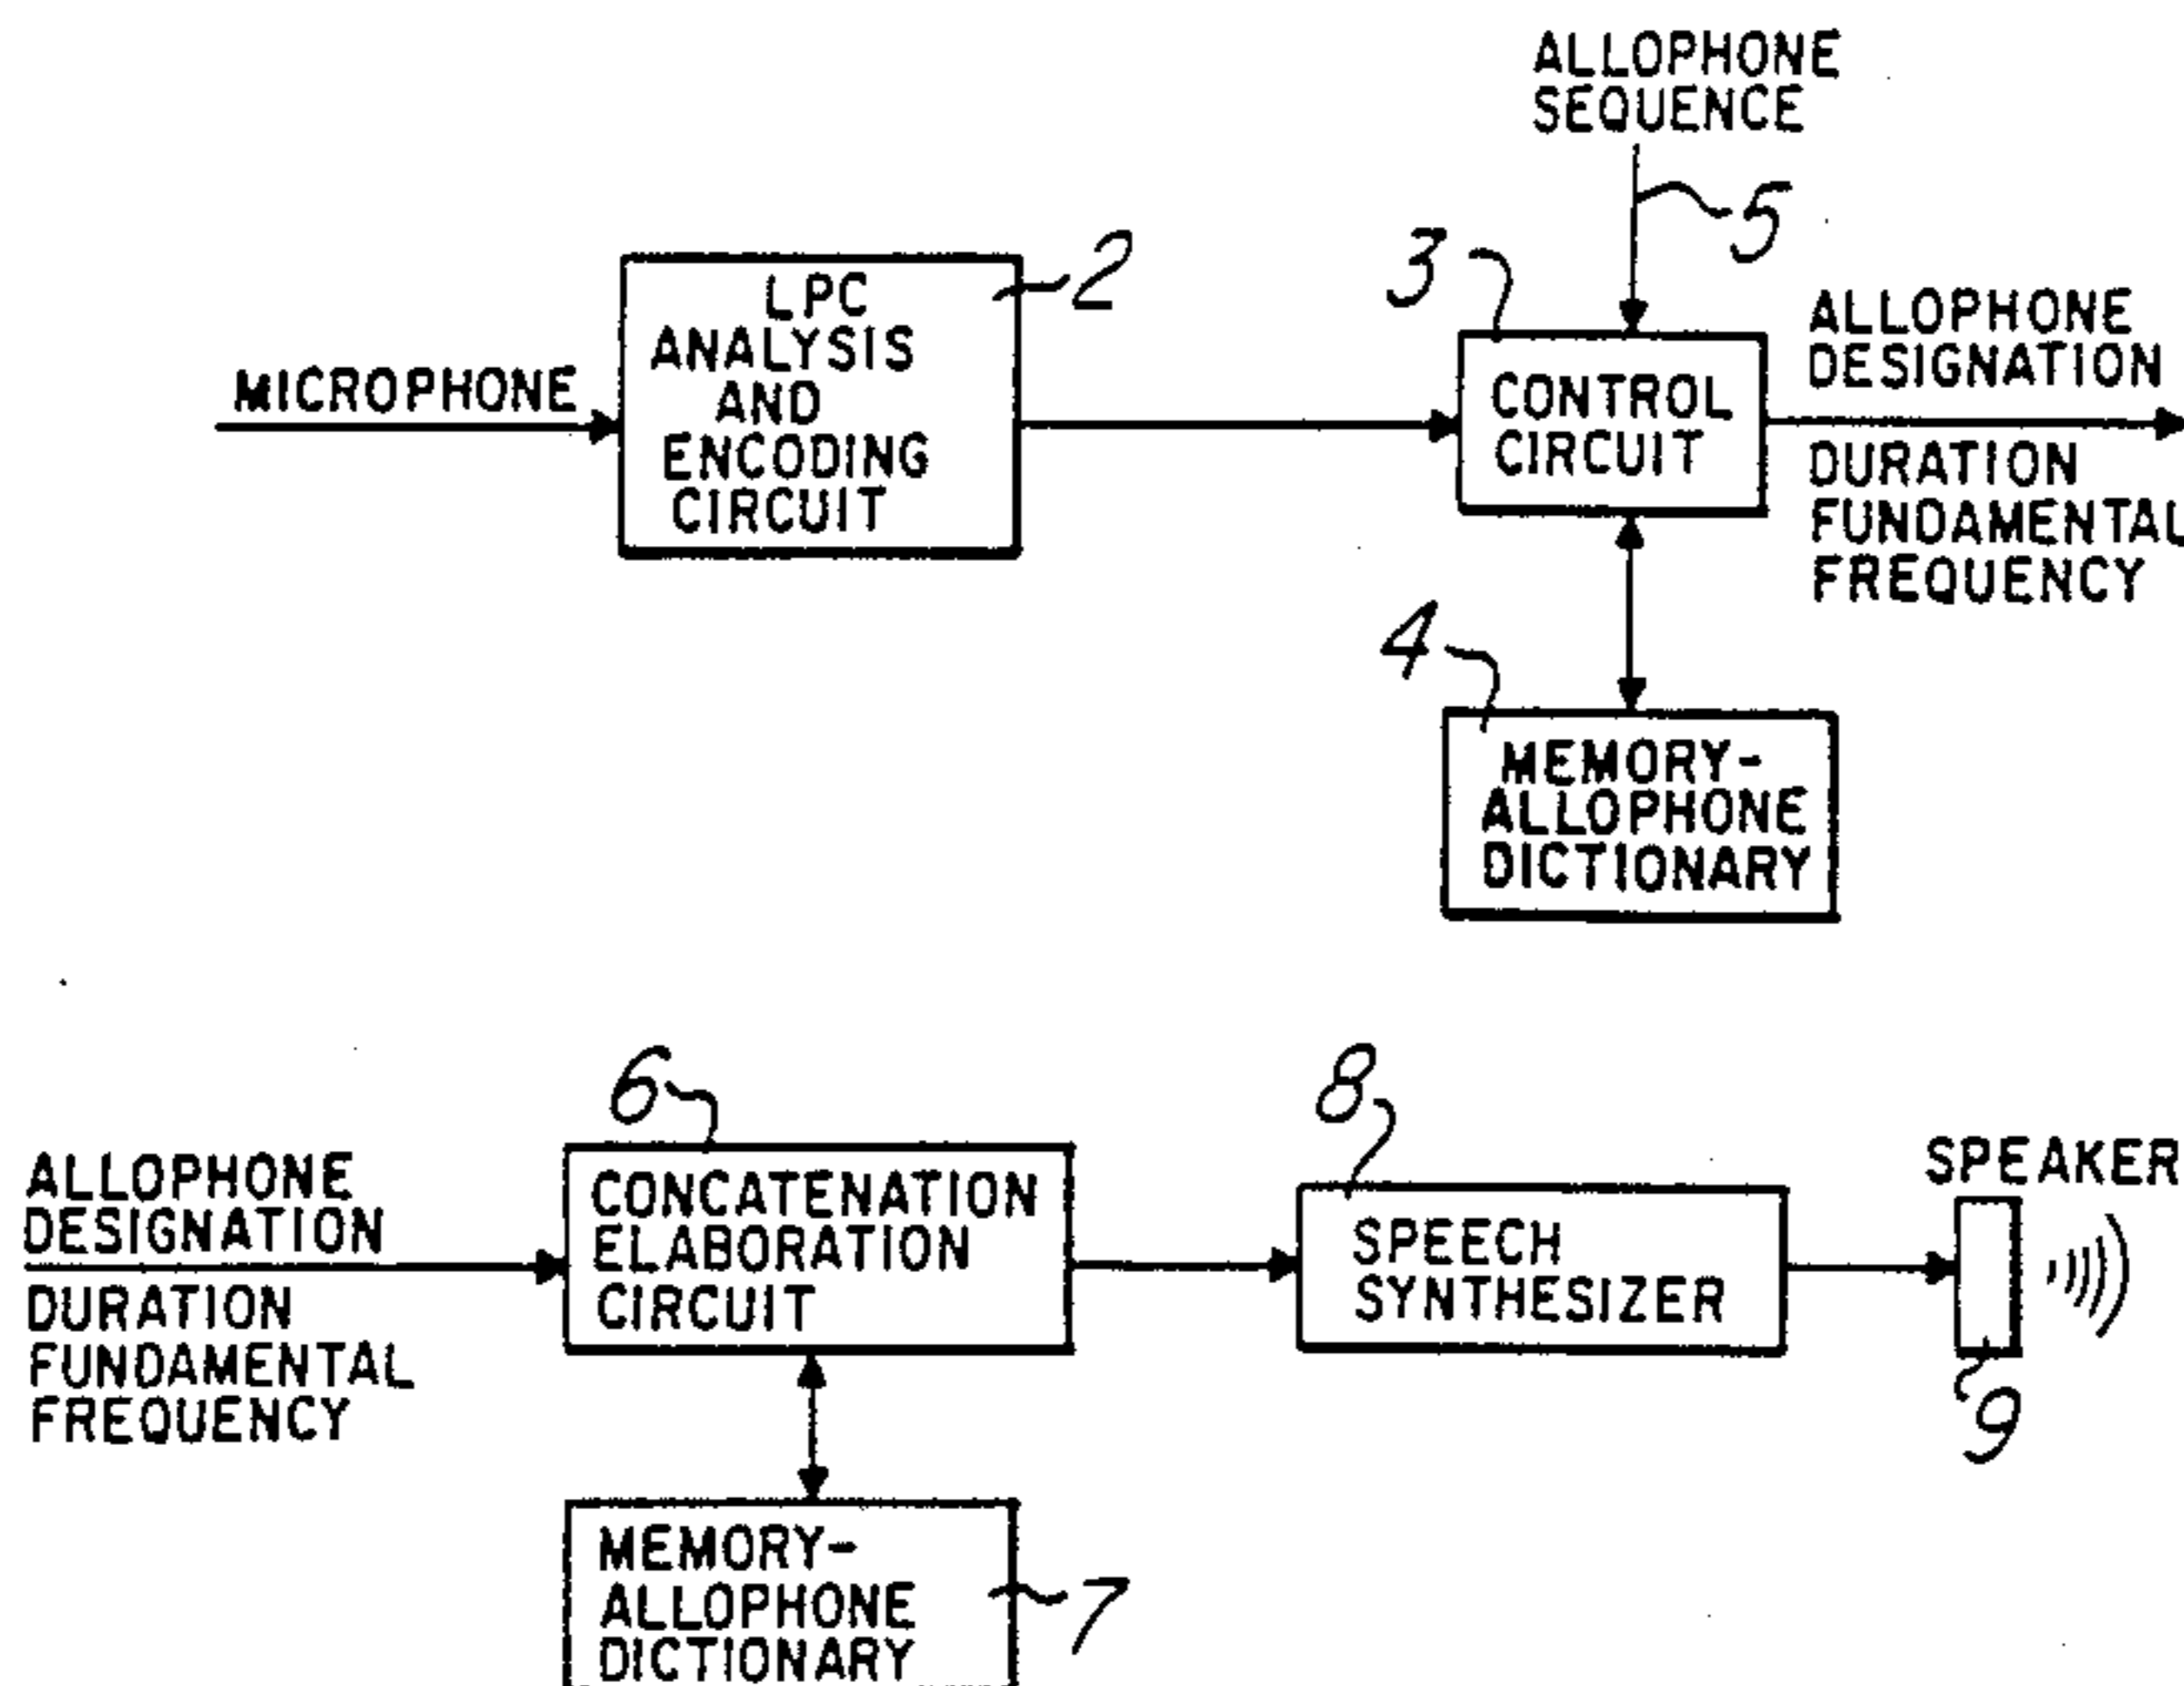 ALLOPHONE
SEQUENCE
5
2
3
LPC
ANALYSIS
AND
ENCODING
CIRCUIT
MICROPHONE
CONTROL
CIRCUIT
ALLOPHONE
DESIGNATION
DURATION
FUNDAMENTAL
FREQUENCY
4
MEMORY-
ALLOPHONE
DICTIONARY
6
8
ALLOPHONE
DESIGNATION
DURATION
FUNDAMENTAL
FREQUENCY
CONCATENATION
ELABORATION
CIRCUIT
SPEECH
SYNTHESIZER
SPEAKER
9
MEMORY-
ALLOPHONE
DICTIONARY
7